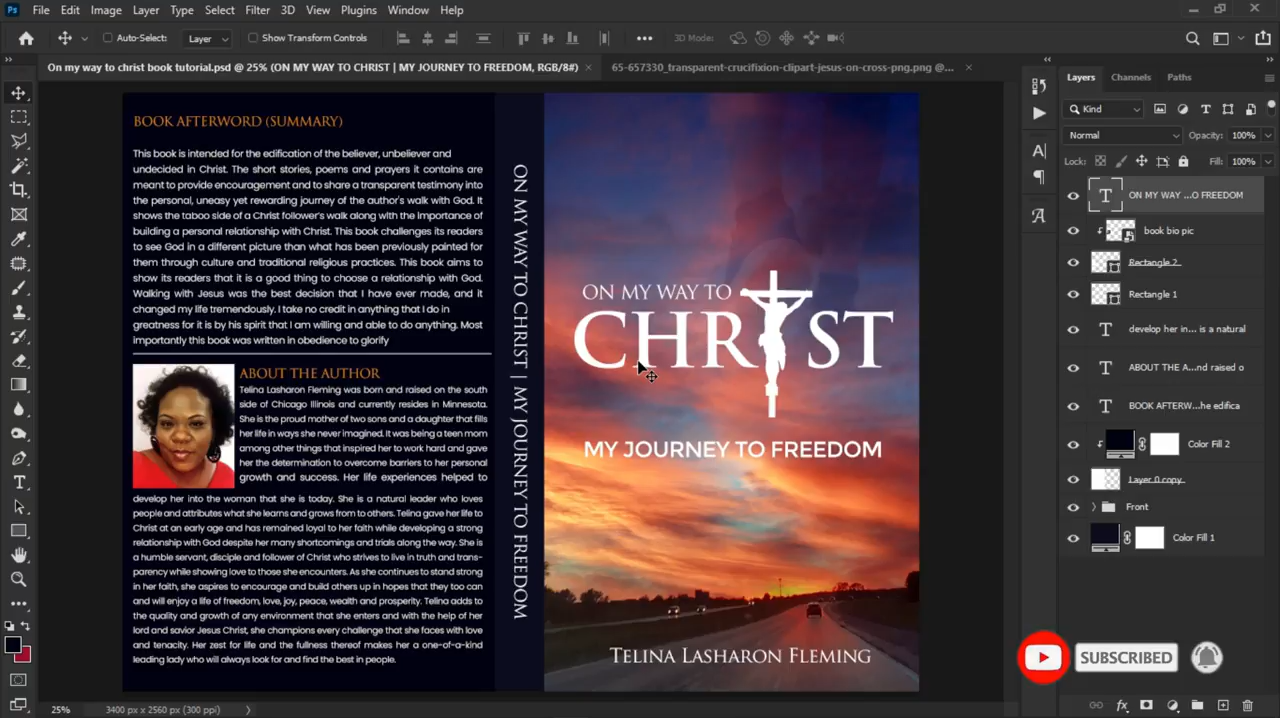 Ps File Edit Image Layer Type Select Filter 3D View Plugins Window Help
Auto-Select: Layer Show Transform Controls 3D Mode:
On my way to christ book tutorial.psd @ 25% (ON MY WAY TO CHRIST | MY JOURNEY TO FREEDOM, RGB/8#) × 65-657330_transparent-crucifixion-clipart-jesus-on-cross-png.png @... ×
BOOK AFTERWORD (SUMMARY)
This book is intended for the edification of the believer, unbeliever and
undecided in Christ. The short stories, poems and prayers it contains are
meant to provide encouragement and to share a transparent testimony into
the personal, uneasy yet rewarding journey of the author's walk with God. It
shows the taboo side of a Christ follower's walk along with the importance of
building a personal relationship with Christ. This book challenges its readers
to see God in a different picture than what has been previously painted for
them through culture and traditional religious practices. This book aims to
show its readers that it is a good thing to choose a relationship with God.
Walking with Jesus was the best decision that I have ever made, and it
changed my life tremendously. I take no credit in anything that I do in
greatness for it is by his spirit that I am willing and able to do anything. Most
importantly this book was written in obedience to glorify
ABOUT THE AUTHOR
Telina Lasharon Fleming was born and raised on the south
side of Chicago Illinois and currently resides in Minnesota.
She is the proud mother of two sons and a daughter that fills
her life in ways she never imagined. It was being a teen mom
among other things that inspired her to work hard and gave
her the determination to overcome barriers to her personal
growth and success. Her life experiences helped to
develop her into the woman that she is today. She is a natural leader who loves
people and attributes what she learns and grows from to others. Telina gave her life to
Christ at an early age and has remained loyal to her faith while developing a strong
relationship with God despite her many shortcomings and trials along the way. She is
a humble servant, disciple and follower of Christ who strives to live in truth and trans-
parency while showing love to those she encounters. As she continues to stand strong
in her faith, she aspires to encourage and build others up in hopes that they too can
and will enjoy a life of freedom, love, joy, peace, wealth and prosperity. Telina adds to
the quality and growth of any environment that she enters and with the help of her
lord and savior Jesus Christ, she champions every challenge that she faces with love
and tenacity. Her zest for life and the fullness thereof makes her a one-of-a-kind
leading lady who will always look for and find the best in people.
ON MY WAY TO CHRIST | MY JOURNEY TO FREEDOM
ON MY WAY TO
CHRIST
MY JOURNEY TO FREEDOM
TELINA LASHARON FLEMING
Layers Channels Paths
Kind
Normal Opacity: 100%
Lock: Fill: 100%
ON MY WAY ...O FREEDOM
book bio pic
Rectangle 2
Rectangle 1
develop her in... is a natural
ABOUT THE A...nd raised o
BOOK AFTERW...he edifica
Color Fill 2
Layer 0 copy
Front
Color Fill 1
SUBSCRIBED
25% 3400 px x 2560 px (300 ppi)